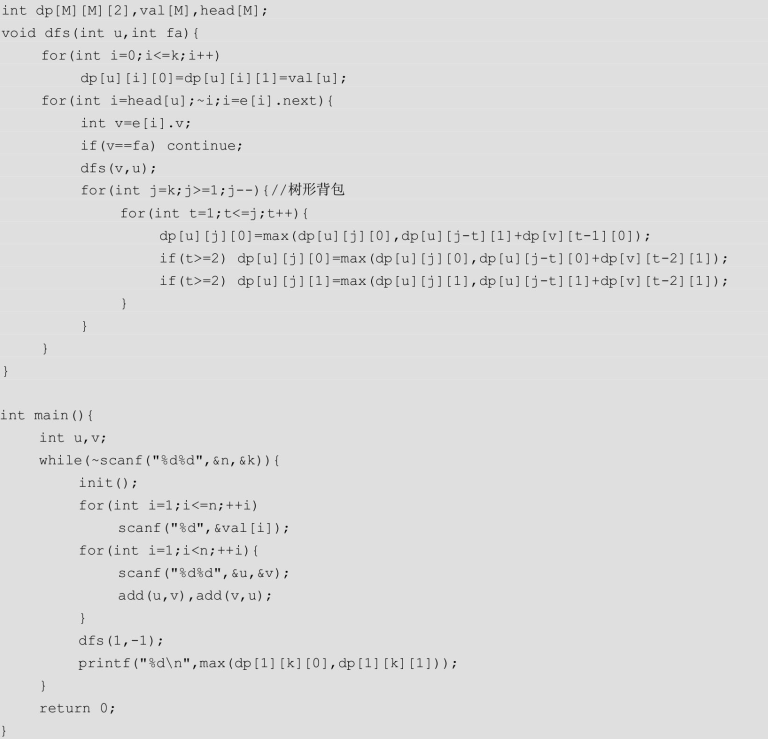 int dp[M][M][2],val[M],head[M];
void dfs(int u,int fa){
    for(int i=0;i<=k;i++)
        dp[u][i][0]=dp[u][i][1]=val[u];
    for(int i=head[u];~i;i=e[i].next){
        int v=e[i].v;
        if(v==fa) continue;
        dfs(v,u);
        for(int j=k;j>=1;j--){//树形背包
            for(int t=1;t<=j;t++){
                dp[u][j][0]=max(dp[u][j][0],dp[u][j-t][1]+dp[v][t-1][0]);
                if(t>=2) dp[u][j][0]=max(dp[u][j][0],dp[u][j-t][0]+dp[v][t-2][1]);
                if(t>=2) dp[u][j][1]=max(dp[u][j][1],dp[u][j-t][1]+dp[v][t-2][1]);
            }
        }
    }
}

int main(){
    int u,v;
    while(~scanf("%d%d",&n,&k)){
        init();
        for(int i=1;i<=n;++i)
            scanf("%d",&val[i]);
        for(int i=1;i<n;++i){
            scanf("%d%d",&u,&v);
            add(u,v),add(v,u);
        }
        dfs(1,-1);
        printf("%d\n",max(dp[1][k][0],dp[1][k][1]));
    }
    return 0;
}